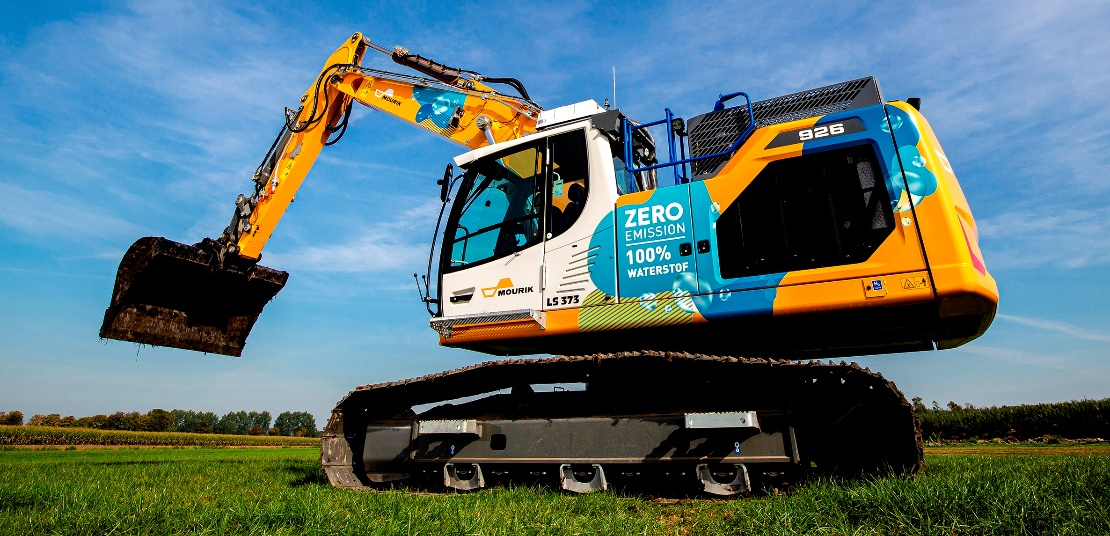 MOURIK
926
ZERO
EMISSION
100%
WATERSTOF
MOURIK
LS 373